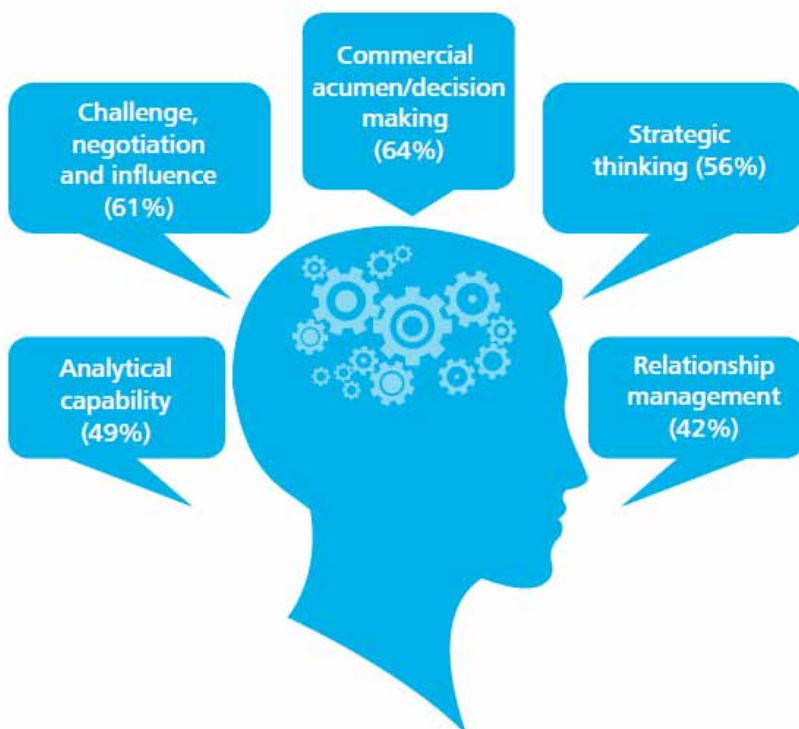 Commercial
acumen/decision
making
(64%)
Challenge,
negotiation
and influence
(61%)
Strategic
thinking (56%)
Analytical
capability
(49%)
Relationship
management
(42%)